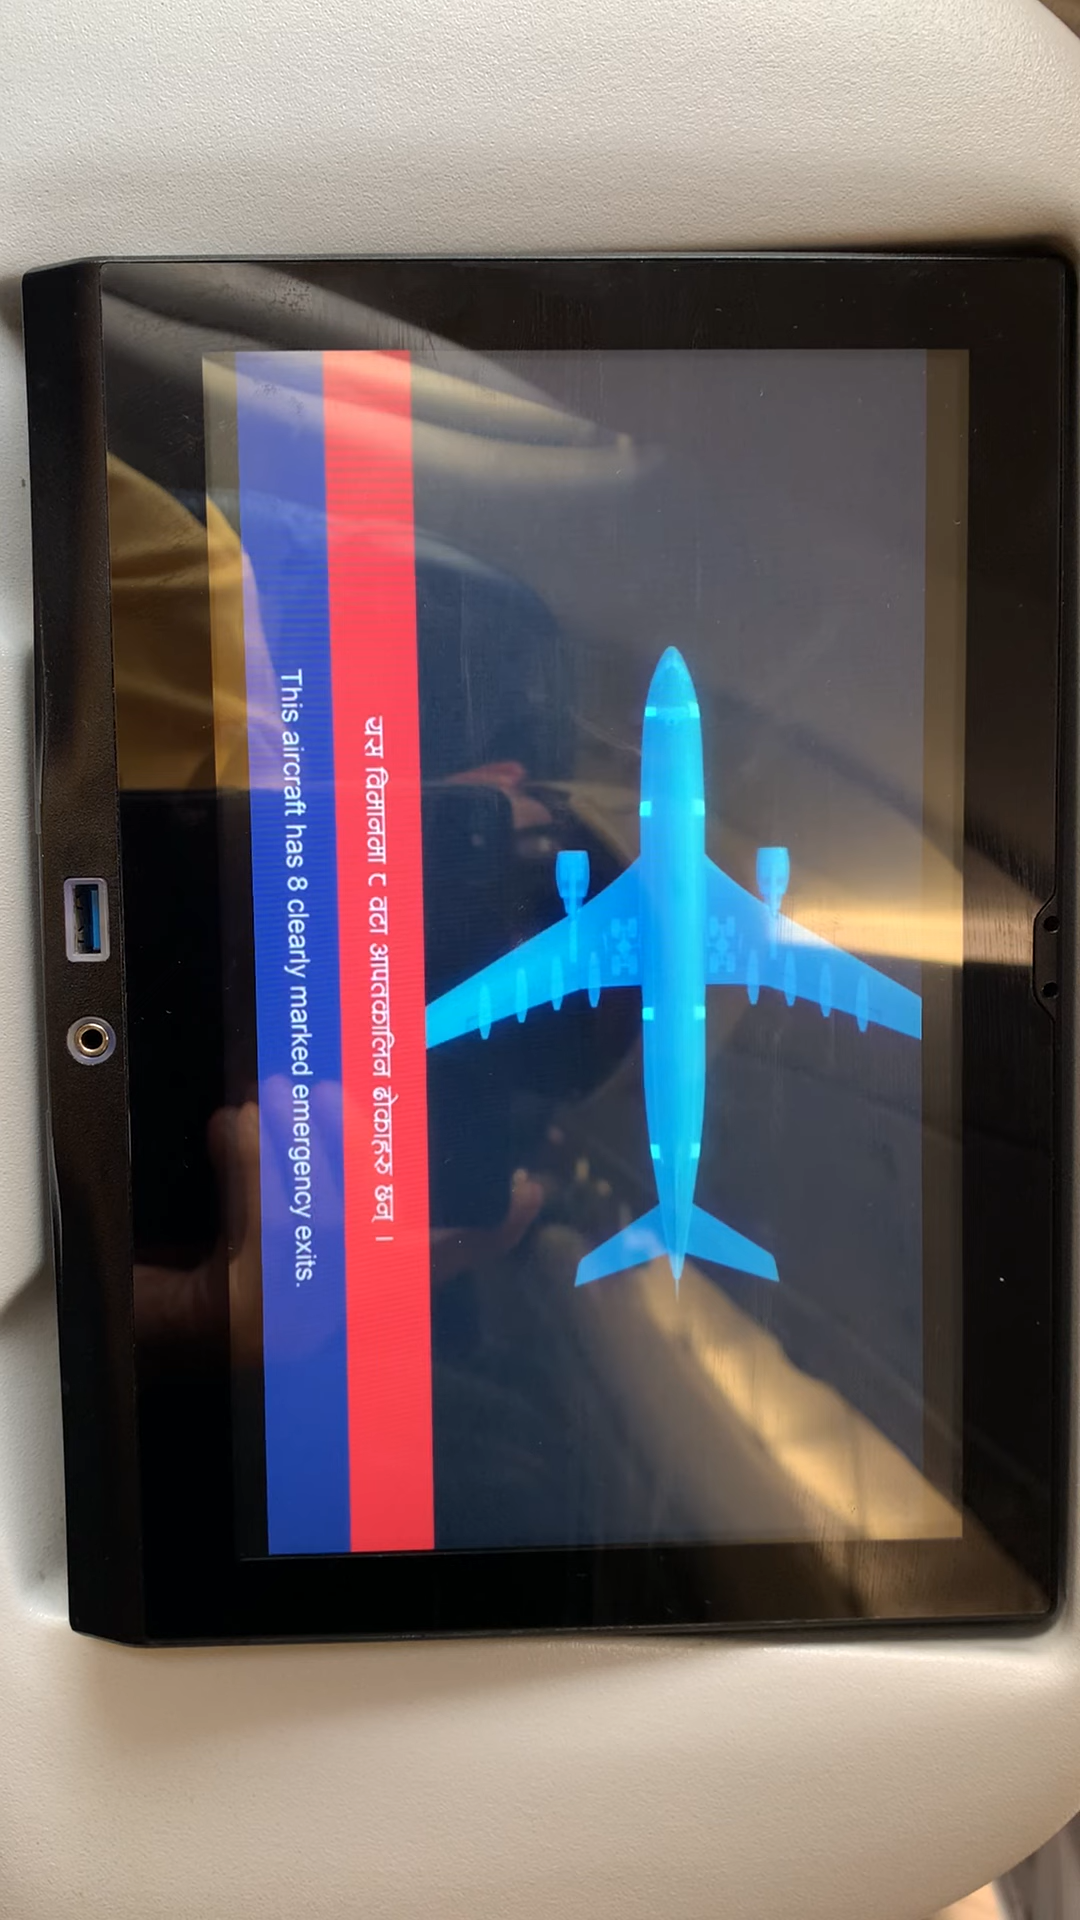 यस विमानमा ८ वटा आपतकालिन ढोकाहरु छन् ।
This aircraft has 8 clearly marked emergency exits.